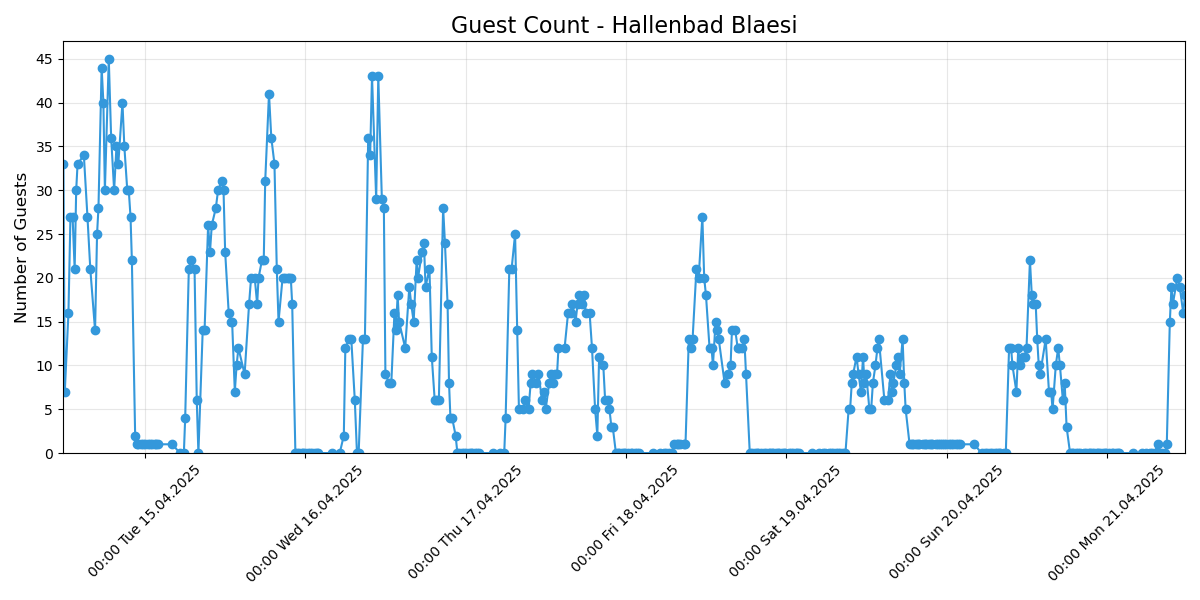 Guest Count - Hallenbad Blaesi
Number of Guests
45
40
35
30
25
20
15
10
5
0
00:00 Tue 15.04.2025
00:00 Wed 16.04.2025
00:00 Thu 17.04.2025
00:00 Fri 18.04.2025
00:00 Sat 19.04.2025
00:00 Sun 20.04.2025
00:00 Mon 21.04.2025